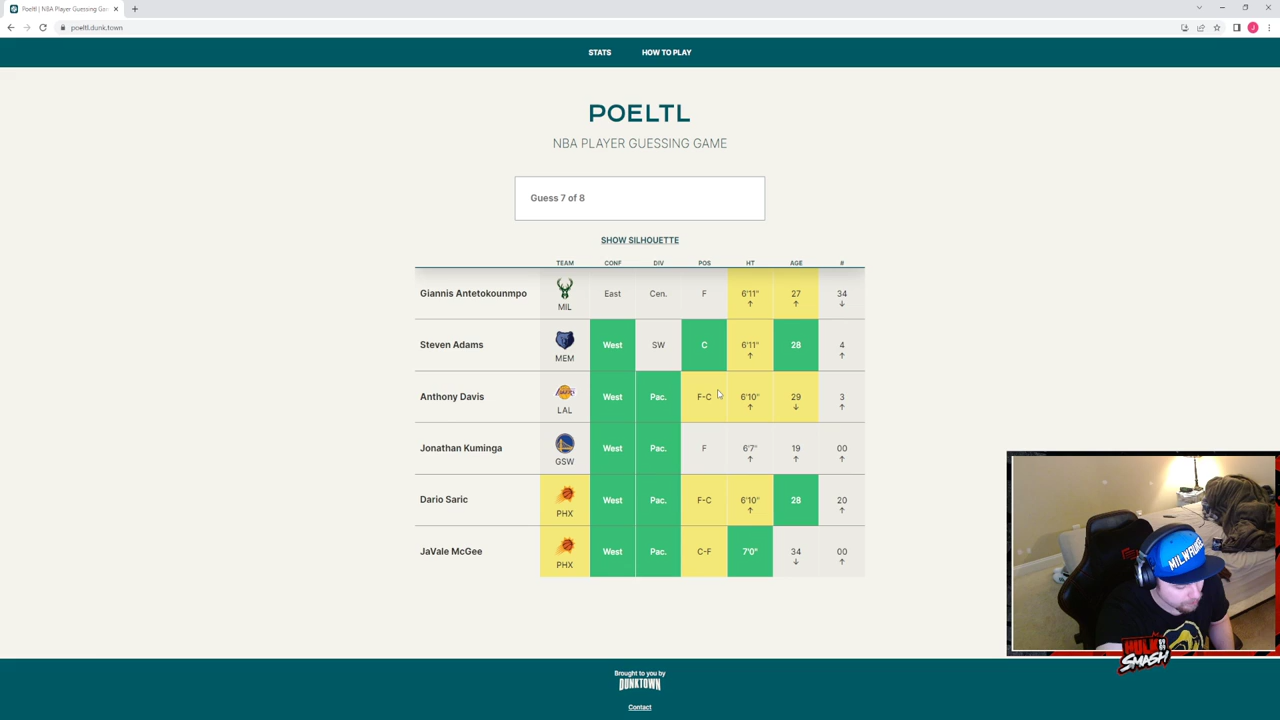 Poeltl | NBA Player Guessing Ga
poeltl.dunk.town
STATS HOW TO PLAY
POELTL
NBA PLAYER GUESSING GAME
Guess 7 of 8
SHOW SILHOUETTE
TEAM CONF DIV POS HT AGE #
Giannis Antetokounmpo MIL East Cen. F 6'11" ↑ 27 ↑ 34 ↓
Steven Adams MEM West SW C 6'11" ↑ 28 4 ↑
Anthony Davis LAL West Pac. F-C 6'10" ↑ 29 ↓ 3 ↑
Jonathan Kuminga GSW West Pac. F 6'7" ↑ 19 ↑ 00 ↑
Dario Saric PHX West Pac. F-C 6'10" ↑ 28 20 ↑
JaVale McGee PHX West Pac. C-F 7'0" 34 ↓ 00 ↑
MILWAUKEE
HULK
SMASH
Brought to you by
DUNKTOWN
Contact